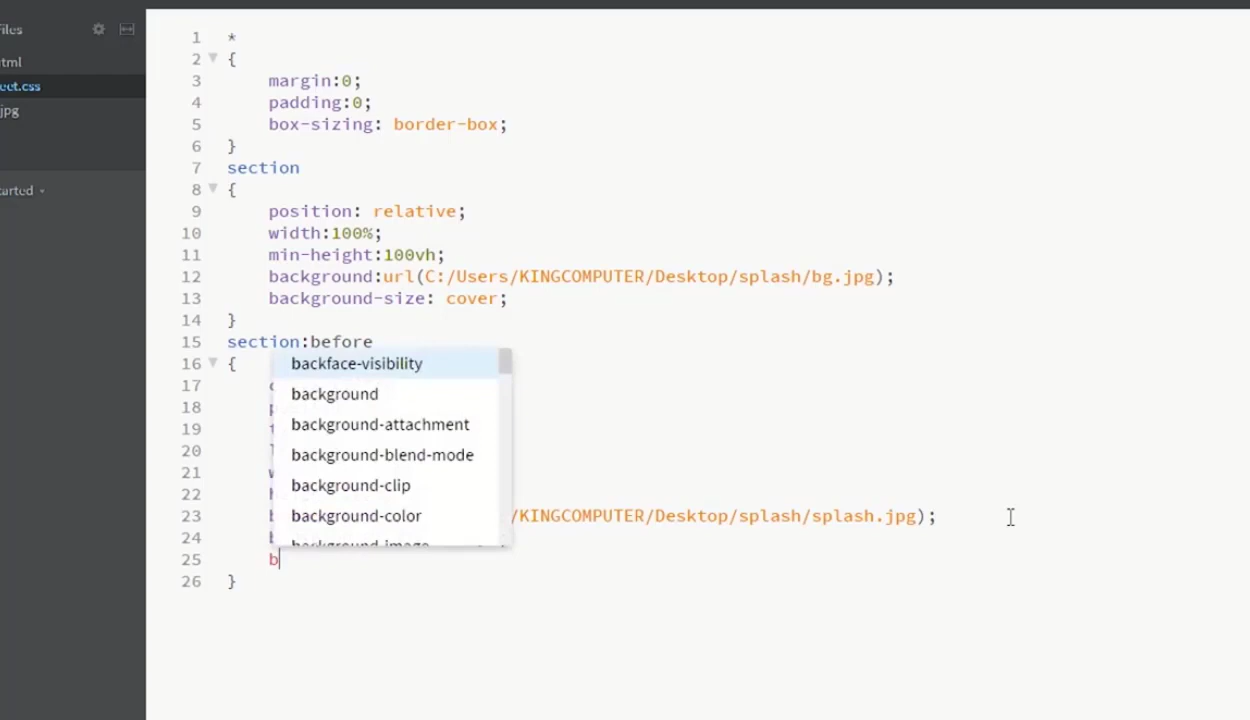 iles
tml
eet.css
jpg
arted
1 *
2 {
3 margin:0;
4 padding:0;
5 box-sizing: border-box;
6 }
7 section
8 {
9 position: relative;
10 width:100%;
11 min-height:100vh;
12 background:url(C:/Users/KINGCOMPUTER/Desktop/splash/bg.jpg);
13 background-size: cover;
14 }
15 section:before
16 {
backface-visibility
17
background
18
background-attachment
19
20
background-blend-mode
21
background-clip
22
23 b /KINGCOMPUTER/Desktop/splash/splash.jpg);
background-color
24 b
background-image
25 b
26 }